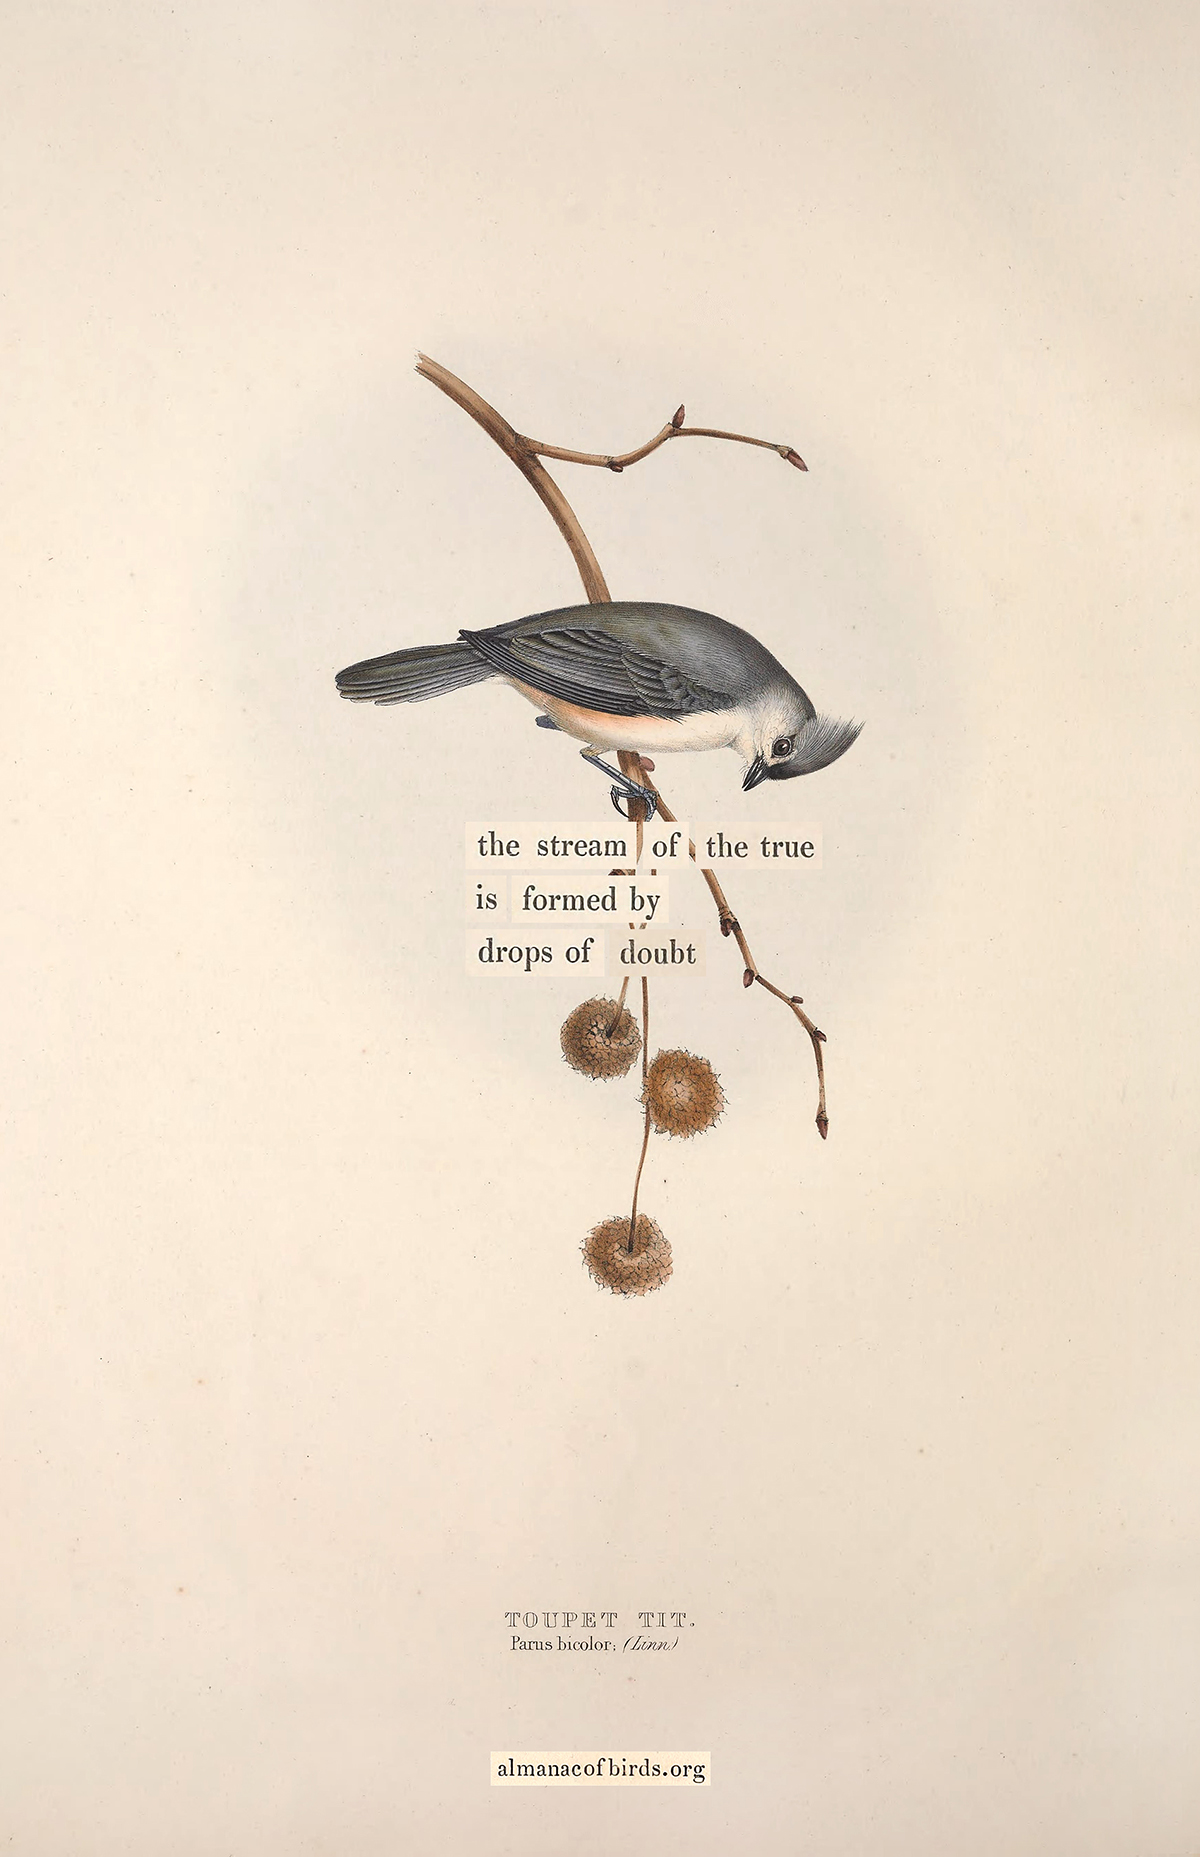 the stream of the true
is formed by
drops of doubt
TOUPET TIT.
Parus bicolor; (Linn)
almanacofbirds.org